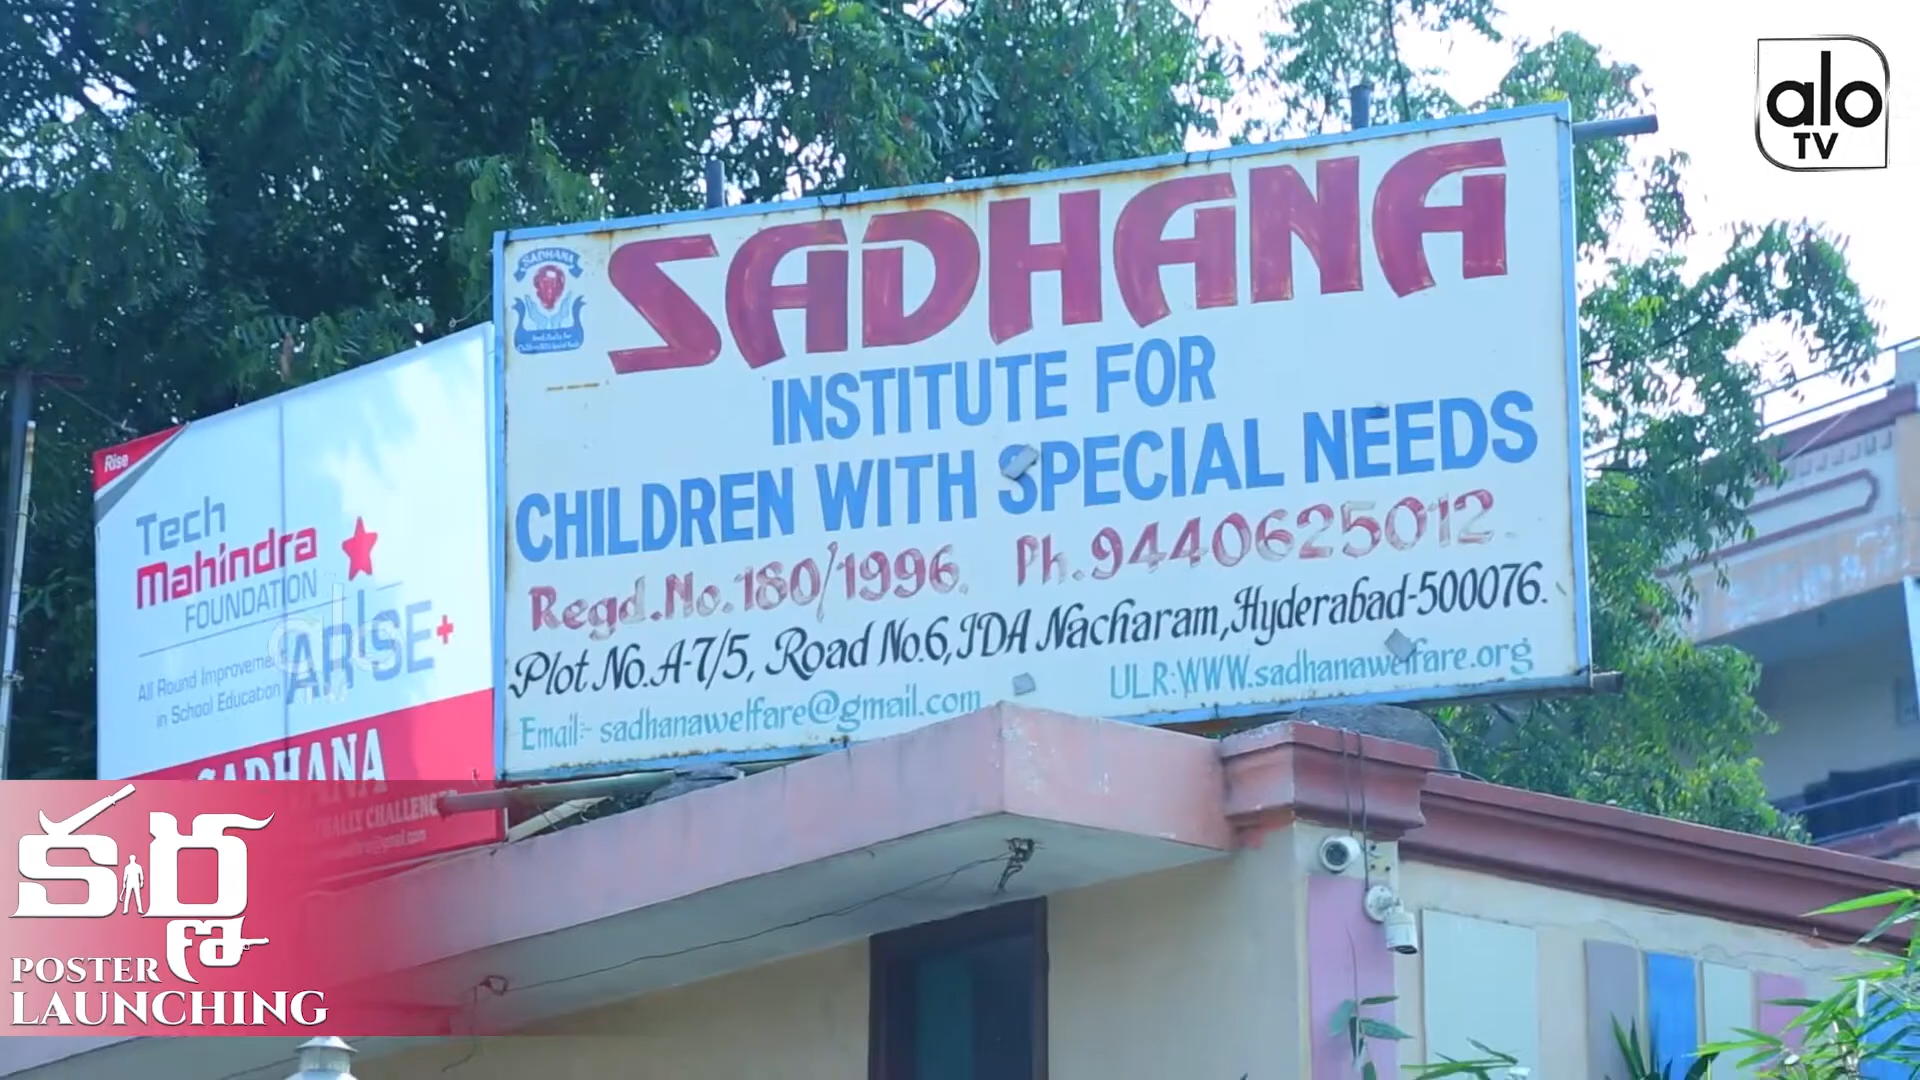 alo
TV
SADHANA
SADHANA
INSTITUTE FOR
CHILDREN WITH SPECIAL NEEDS
Regd.No.180/1996. Ph.9440625012.
Plot No.A-7/5, Road No.6,IDA Nacharam,Hyderabad-500076.
Email:- sadhanawelfare@gmail.com
ULR:WWW.sadhanawelfare.org
Rise
Tech
Mahindra
FOUNDATION
All Round Improvement
in School Education
ARISE+
SADHANA
కర్ణ
POSTER
LAUNCHING